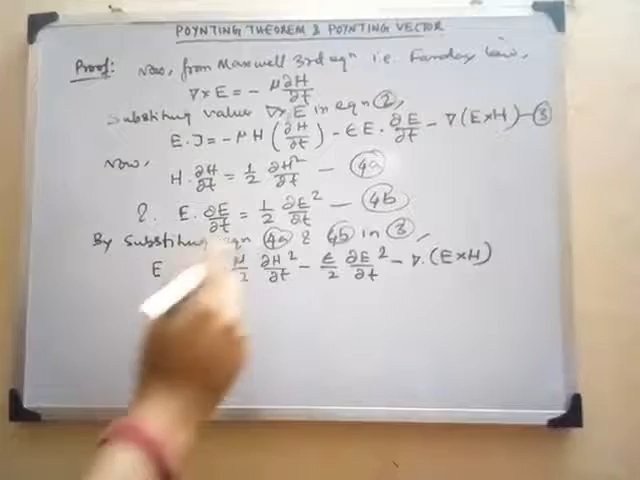 POYNTING THEOREM & POYNTING VECTOR
Proof: Now, from Maxwell 3rd eqn i.e. Faraday law,
∇×E = - μ∂H/∂t
Substituting value ∇×E in eqn ②,
E.J = -μH(∂H/∂t) - ϵE.∂E/∂t - ∇(E×H) - ③
Now,
H.∂H/∂t = 1/2 ∂H²/∂t - 4a
&. E.∂E/∂t = 1/2 ∂E²/∂t - 4b
By Substituting eqn 4a & 4b in ③,
E μ/2 ∂H²/∂t - ϵ/2 ∂E²/∂t - ∇.(E×H)